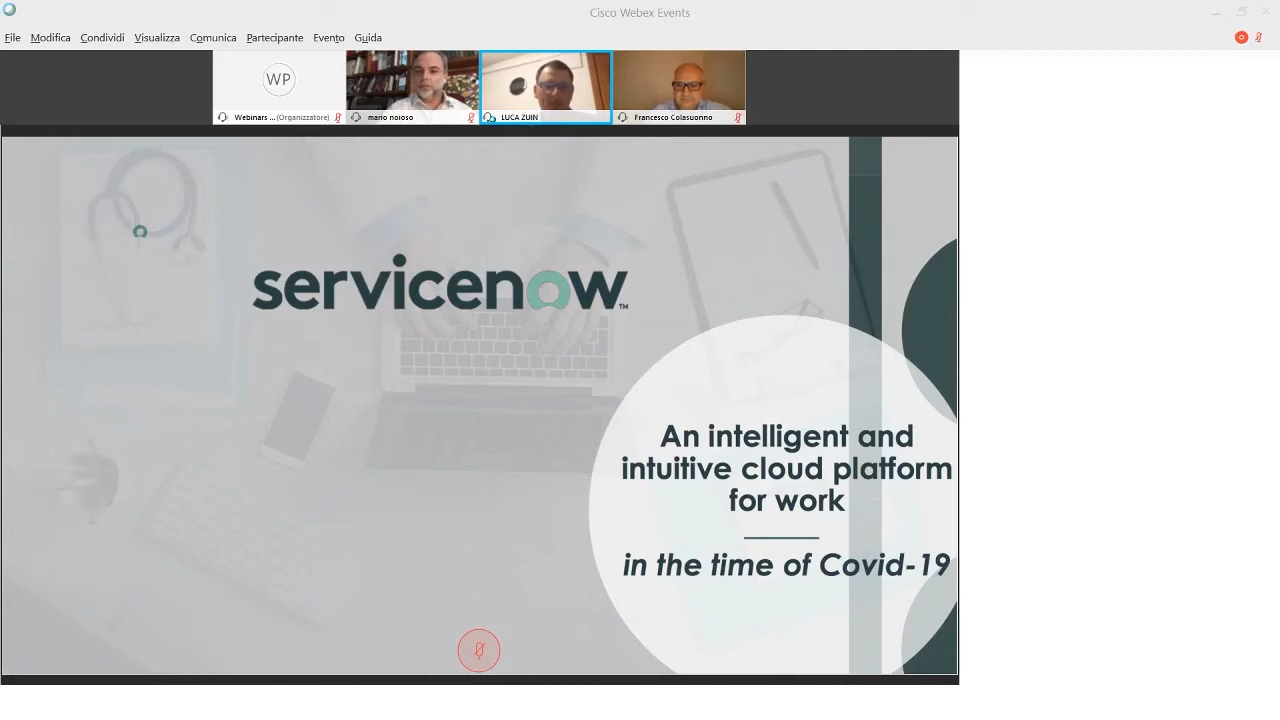 Cisco Webex Events
File Modifica Condividi Visualizza Comunica Partecipante Evento Guida
WP
Webinars ... (Organizzatore)
mario noioso
LUCA ZUIN
Francesco Colasuonno
servicenow™
An intelligent and
intuitive cloud platform
for work
in the time of Covid-19